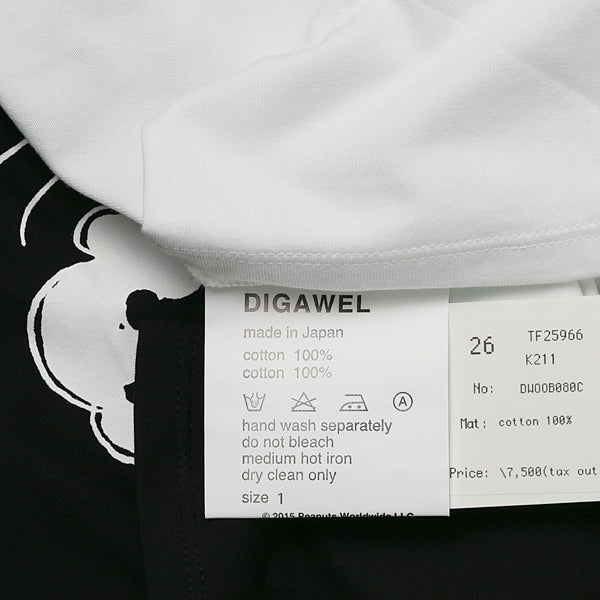 DIGAWEL
made in Japan
cotton 100%
cotton 100%
A
hand wash separately
do not bleach
medium hot iron
dry clean only
size 1
© 2015 Peanuts Worldwide LLC
26 TF25966
K211
No: DWOOB080C
Mat: cotton 100%
Price: \7,500(tax out